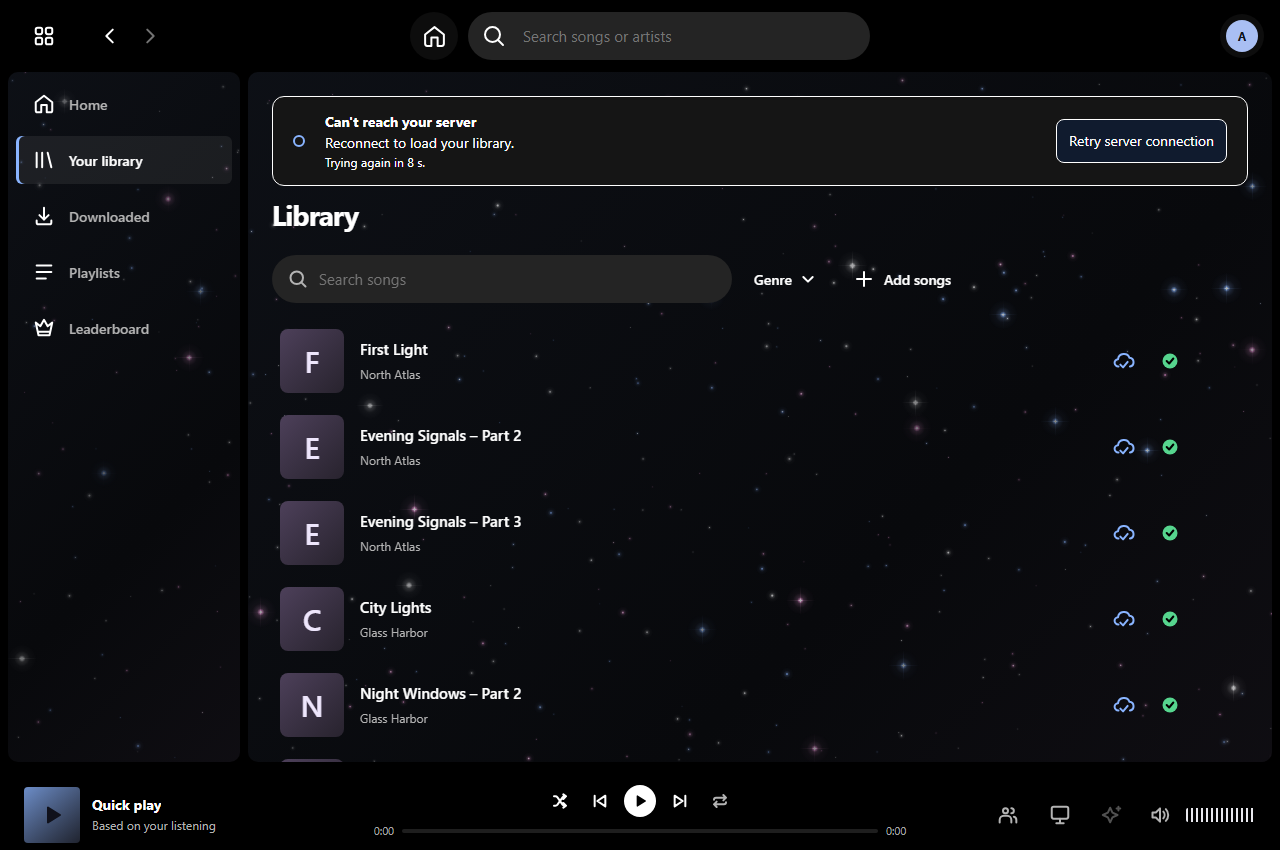 Search songs or artists
A
Home
Your library
Downloaded
Playlists
Leaderboard
Can't reach your server
Reconnect to load your library.
Trying again in 8 s.
Retry server connection
Library
Search songs
Genre
Add songs
F
First Light
North Atlas
E
Evening Signals – Part 2
North Atlas
E
Evening Signals – Part 3
North Atlas
C
City Lights
Glass Harbor
N
Night Windows – Part 2
Glass Harbor
Quick play
Based on your listening
0:00
0:00